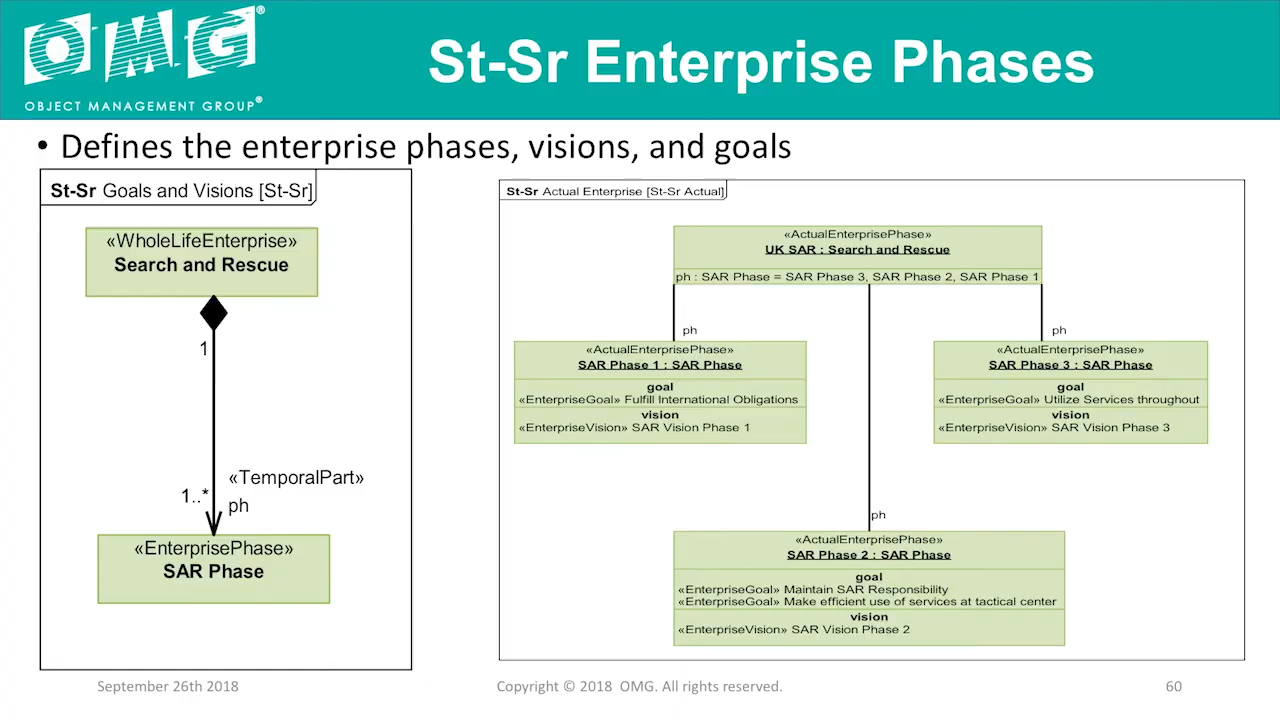 OMG®
OBJECT MANAGEMENT GROUP®
St-Sr Enterprise Phases
• Defines the enterprise phases, visions, and goals
St-Sr Goals and Visions [St-Sr]
«WholeLifeEnterprise»
Search and Rescue
1
«TemporalPart»
1..*
ph
«EnterprisePhase»
SAR Phase
St-Sr Actual Enterprise [St-Sr Actual]
«ActualEnterprisePhase»
UK SAR : Search and Rescue
ph : SAR Phase = SAR Phase 3, SAR Phase 2, SAR Phase 1
ph
ph
«ActualEnterprisePhase»
SAR Phase 1 : SAR Phase
goal
«EnterpriseGoal» Fulfill International Obligations
vision
«EnterpriseVision» SAR Vision Phase 1
«ActualEnterprisePhase»
SAR Phase 3 : SAR Phase
goal
«EnterpriseGoal» Utilize Services throughout
vision
«EnterpriseVision» SAR Vision Phase 3
ph
«ActualEnterprisePhase»
SAR Phase 2 : SAR Phase
goal
«EnterpriseGoal» Maintain SAR Responsibility
«EnterpriseGoal» Make efficient use of services at tactical center
vision
«EnterpriseVision» SAR Vision Phase 2
September 26th 2018
Copyright © 2018 OMG. All rights reserved.
60